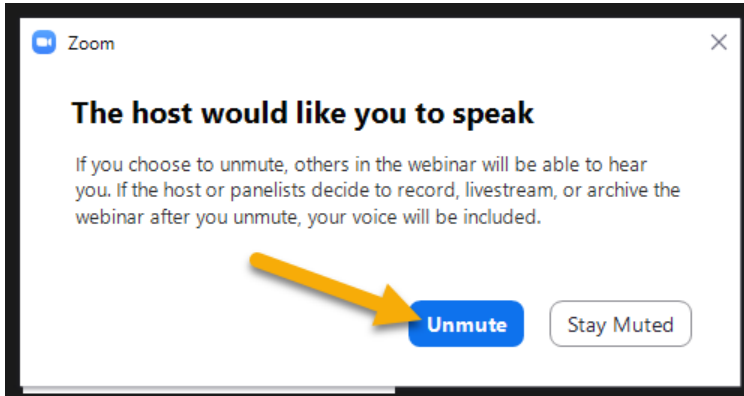 Zoom
The host would like you to speak
If you choose to unmute, others in the webinar will be able to hear
you. If the host or panelists decide to record, livestream, or archive the
webinar after you unmute, your voice will be included.
Unmute Stay Muted